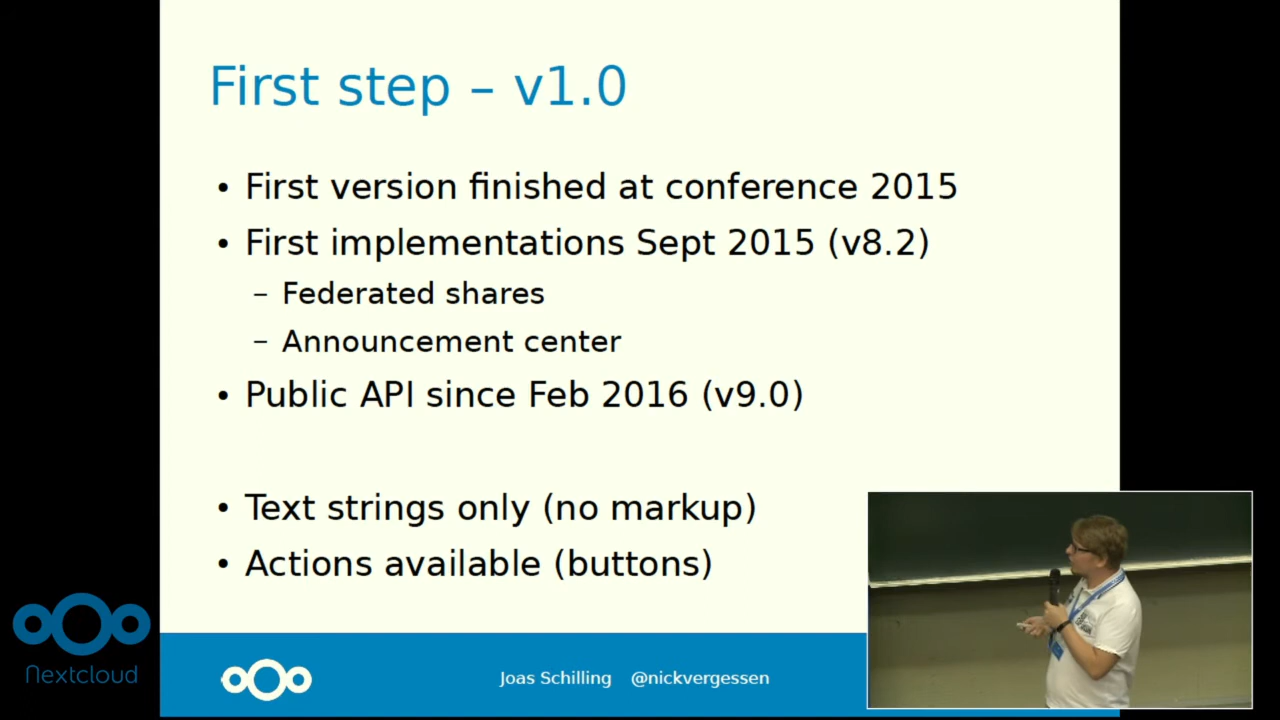 First step – v1.0
• First version finished at conference 2015
• First implementations Sept 2015 (v8.2)
– Federated shares
– Announcement center
• Public API since Feb 2016 (v9.0)
• Text strings only (no markup)
• Actions available (buttons)
Nextcloud
Joas Schilling @nickvergessen